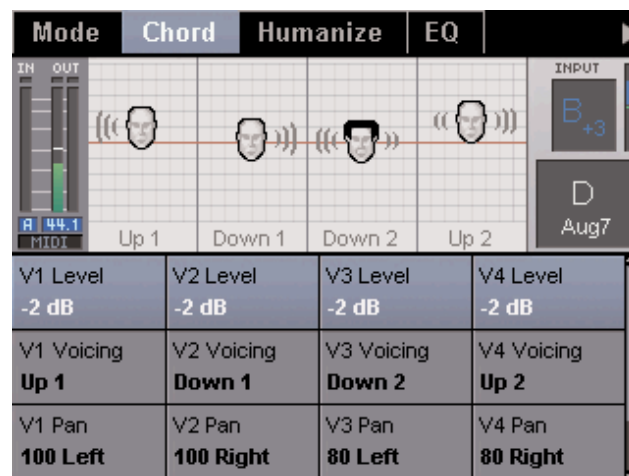 Mode Chord Humanize EQ
IN OUT
INPUT
B+3
D
Aug7
A 44.1
MIDI
Up 1 Down 1 Down 2 Up 2
V1 Level V2 Level V3 Level V4 Level
-2 dB -2 dB -2 dB -2 dB
V1 Voicing V2 Voicing V3 Voicing V4 Voicing
Up 1 Down 1 Down 2 Up 2
V1 Pan V2 Pan V3 Pan V4 Pan
100 Left 100 Right 80 Left 80 Right